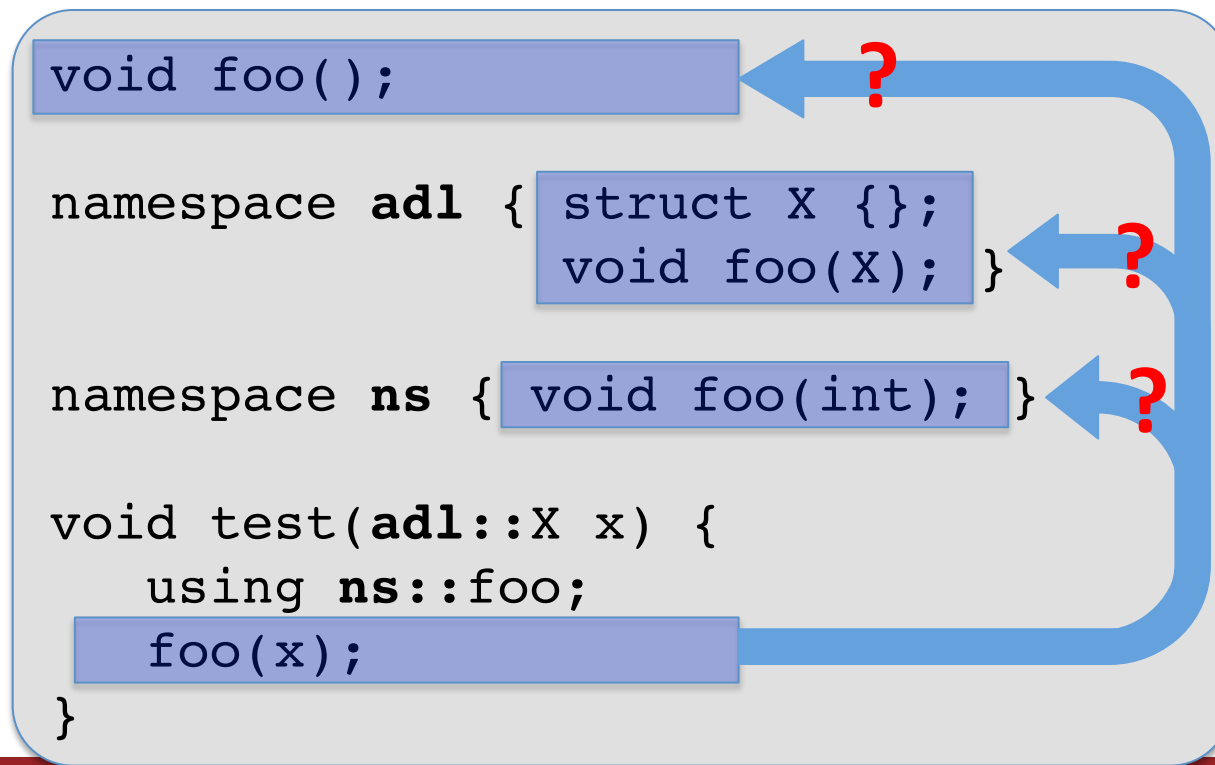 void foo(); ?
namespace adl { struct X {};
void foo(X); } ?
namespace ns { void foo(int); } ?
void test(adl::X x) {
using ns::foo;
foo(x);
}